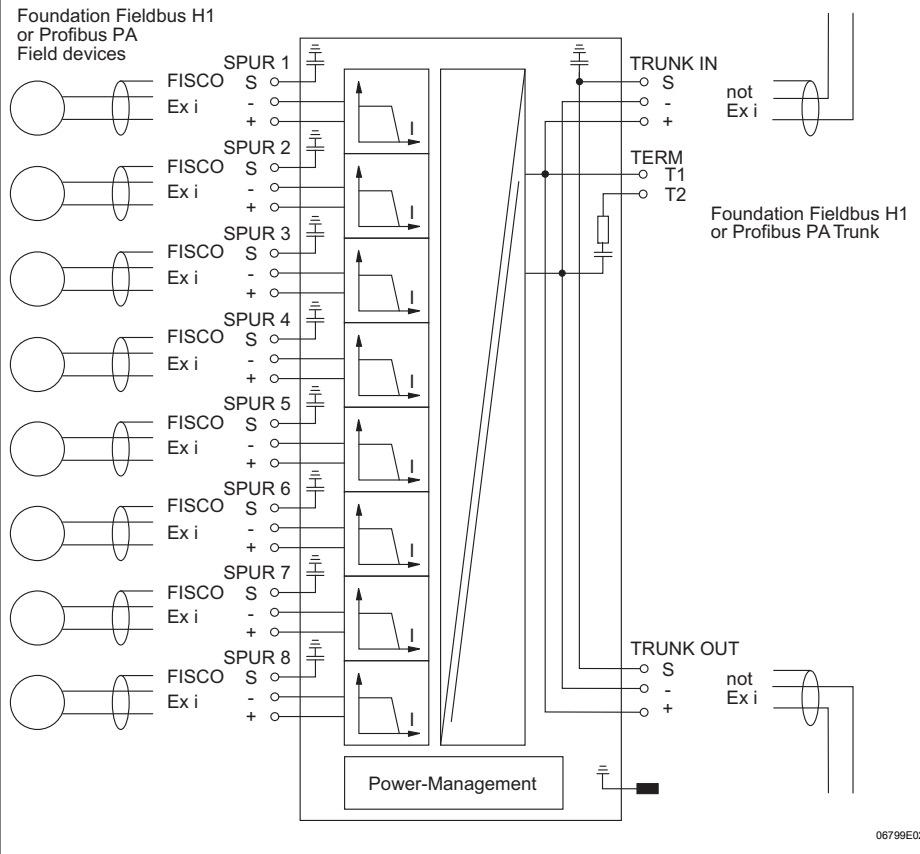 Foundation Fieldbus H1
or Profibus PA
Field devices
SPUR 1
FISCO S
Ex i -
+
I
SPUR 2
FISCO S
Ex i -
+
I
SPUR 3
FISCO S
Ex i -
+
I
SPUR 4
FISCO S
Ex i -
+
I
SPUR 5
FISCO S
Ex i -
+
I
SPUR 6
FISCO S
Ex i -
+
I
SPUR 7
FISCO S
Ex i -
+
I
SPUR 8
FISCO S
Ex i -
+
I
Power-Management
TRUNK IN
S
-
+
not
Ex i
TERM
T1
T2
Foundation Fieldbus H1
or Profibus PA Trunk
TRUNK OUT
S
-
+
not
Ex i
06799E02